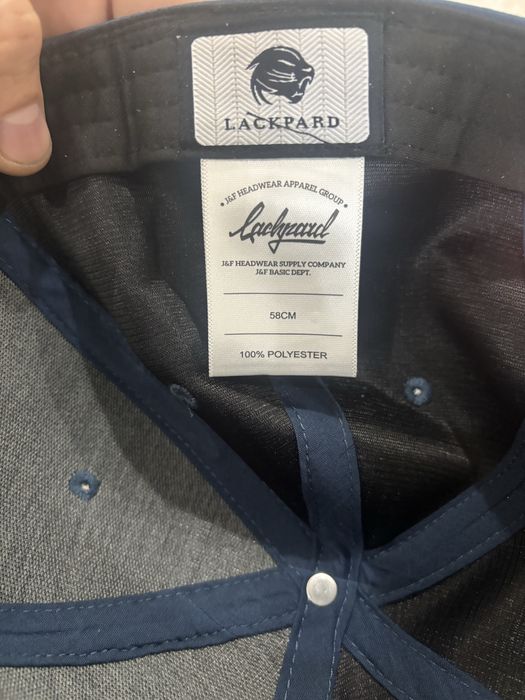 LACKPARD
• J&F HEADWEAR APPAREL GROUP •
Lackpard
J&F HEADWEAR SUPPLY COMPANY
J&F BASIC DEPT.
58CM
100% POLYESTER